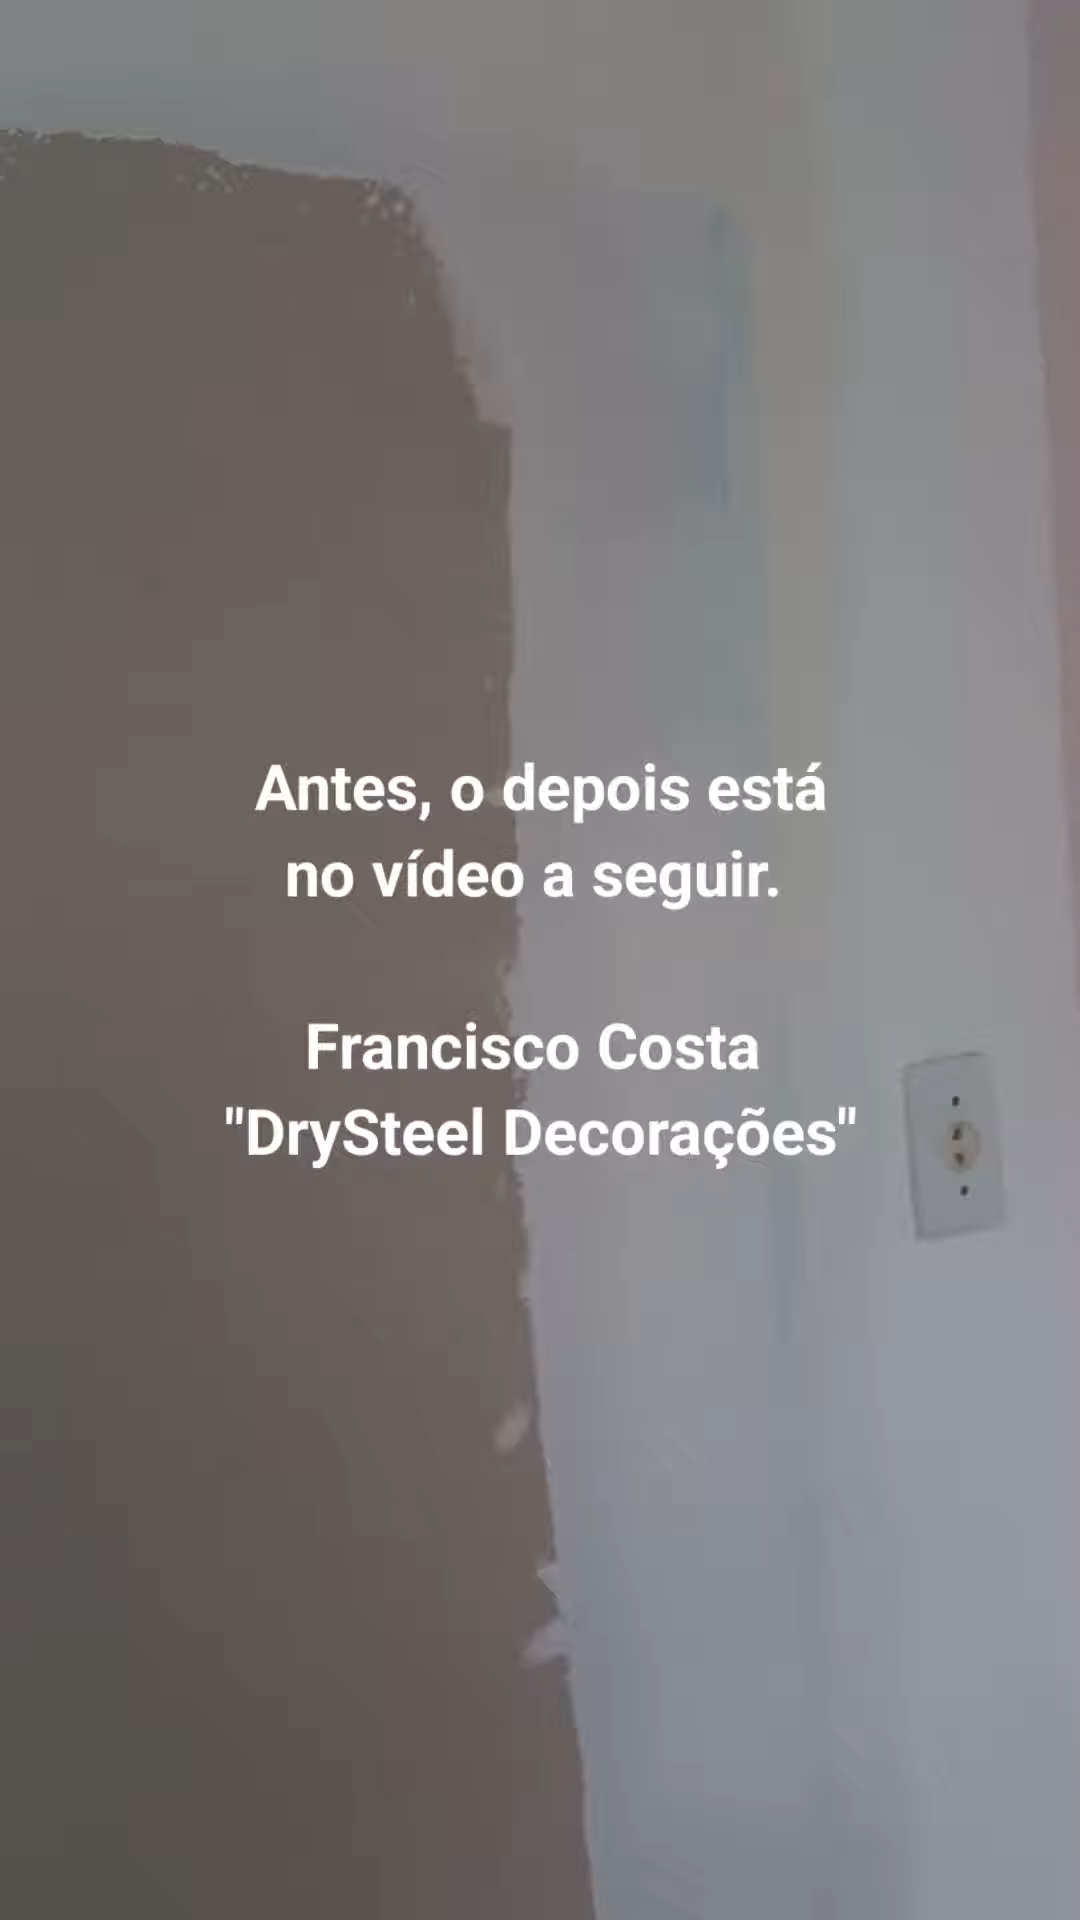 Antes, o depois está
no vídeo a seguir.
Francisco Costa
"DrySteel Decorações"